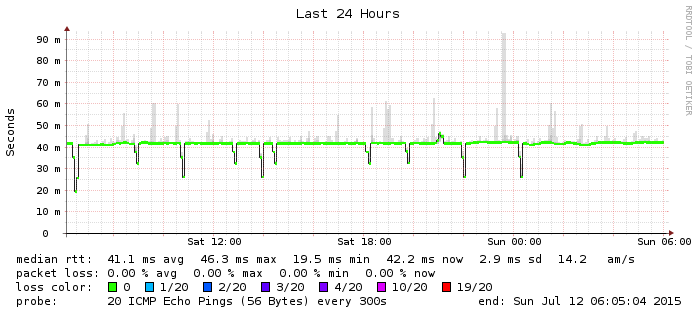 Last 24 Hours
RRDTOOL / TOBI OETIKER
Seconds
90 m
80 m
70 m
60 m
50 m
40 m
30 m
20 m
10 m
0
Sat 12:00 Sat 18:00 Sun 00:00 Sun 06:00
median rtt: 41.1 ms avg 46.3 ms max 19.5 ms min 42.2 ms now 2.9 ms sd 14.2 am/s
packet loss: 0.00 % avg 0.00 % max 0.00 % min 0.00 % now
loss color: 0 1/20 2/20 3/20 4/20 10/20 19/20
probe: 20 ICMP Echo Pings (56 Bytes) every 300s end: Sun Jul 12 06:05:04 2015